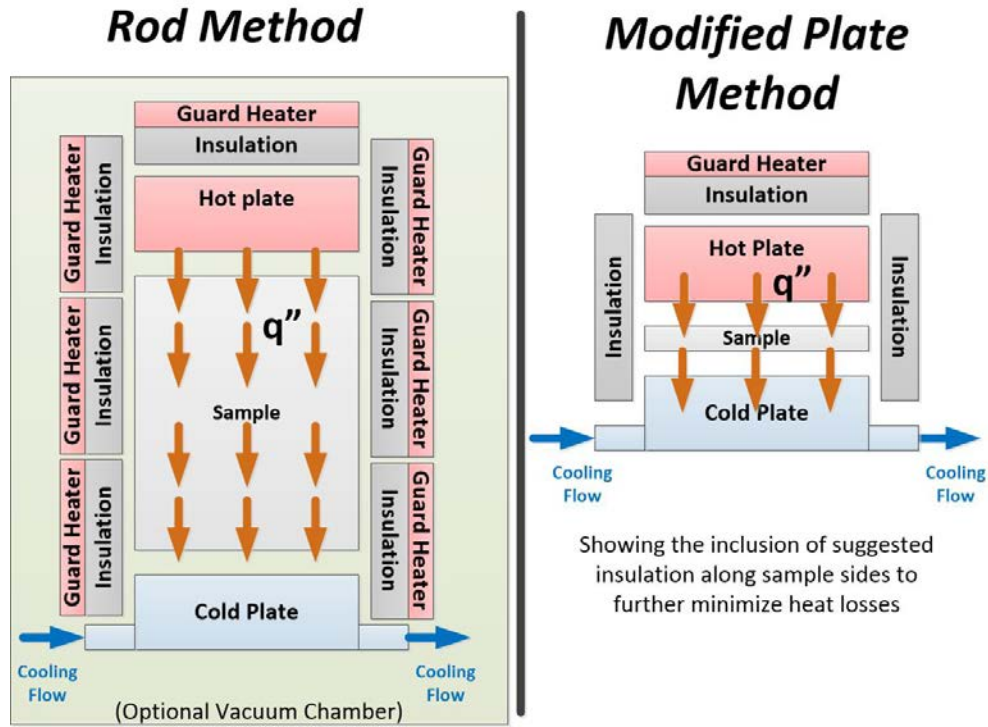 Rod Method
Guard Heater
Insulation
Guard Heater
Insulation
Guard Heater
Insulation
Guard Heater
Insulation
Hot plate
q”
Sample
Insulation
Guard Heater
Insulation
Guard Heater
Insulation
Guard Heater
Cold Plate
Cooling
Flow
Cooling
Flow
(Optional Vacuum Chamber)
Modified Plate
Method
Guard Heater
Insulation
Insulation
Hot Plate
q”
Sample
Insulation
Cold Plate
Cooling
Flow
Cooling
Flow
Showing the inclusion of suggested
insulation along sample sides to
further minimize heat losses